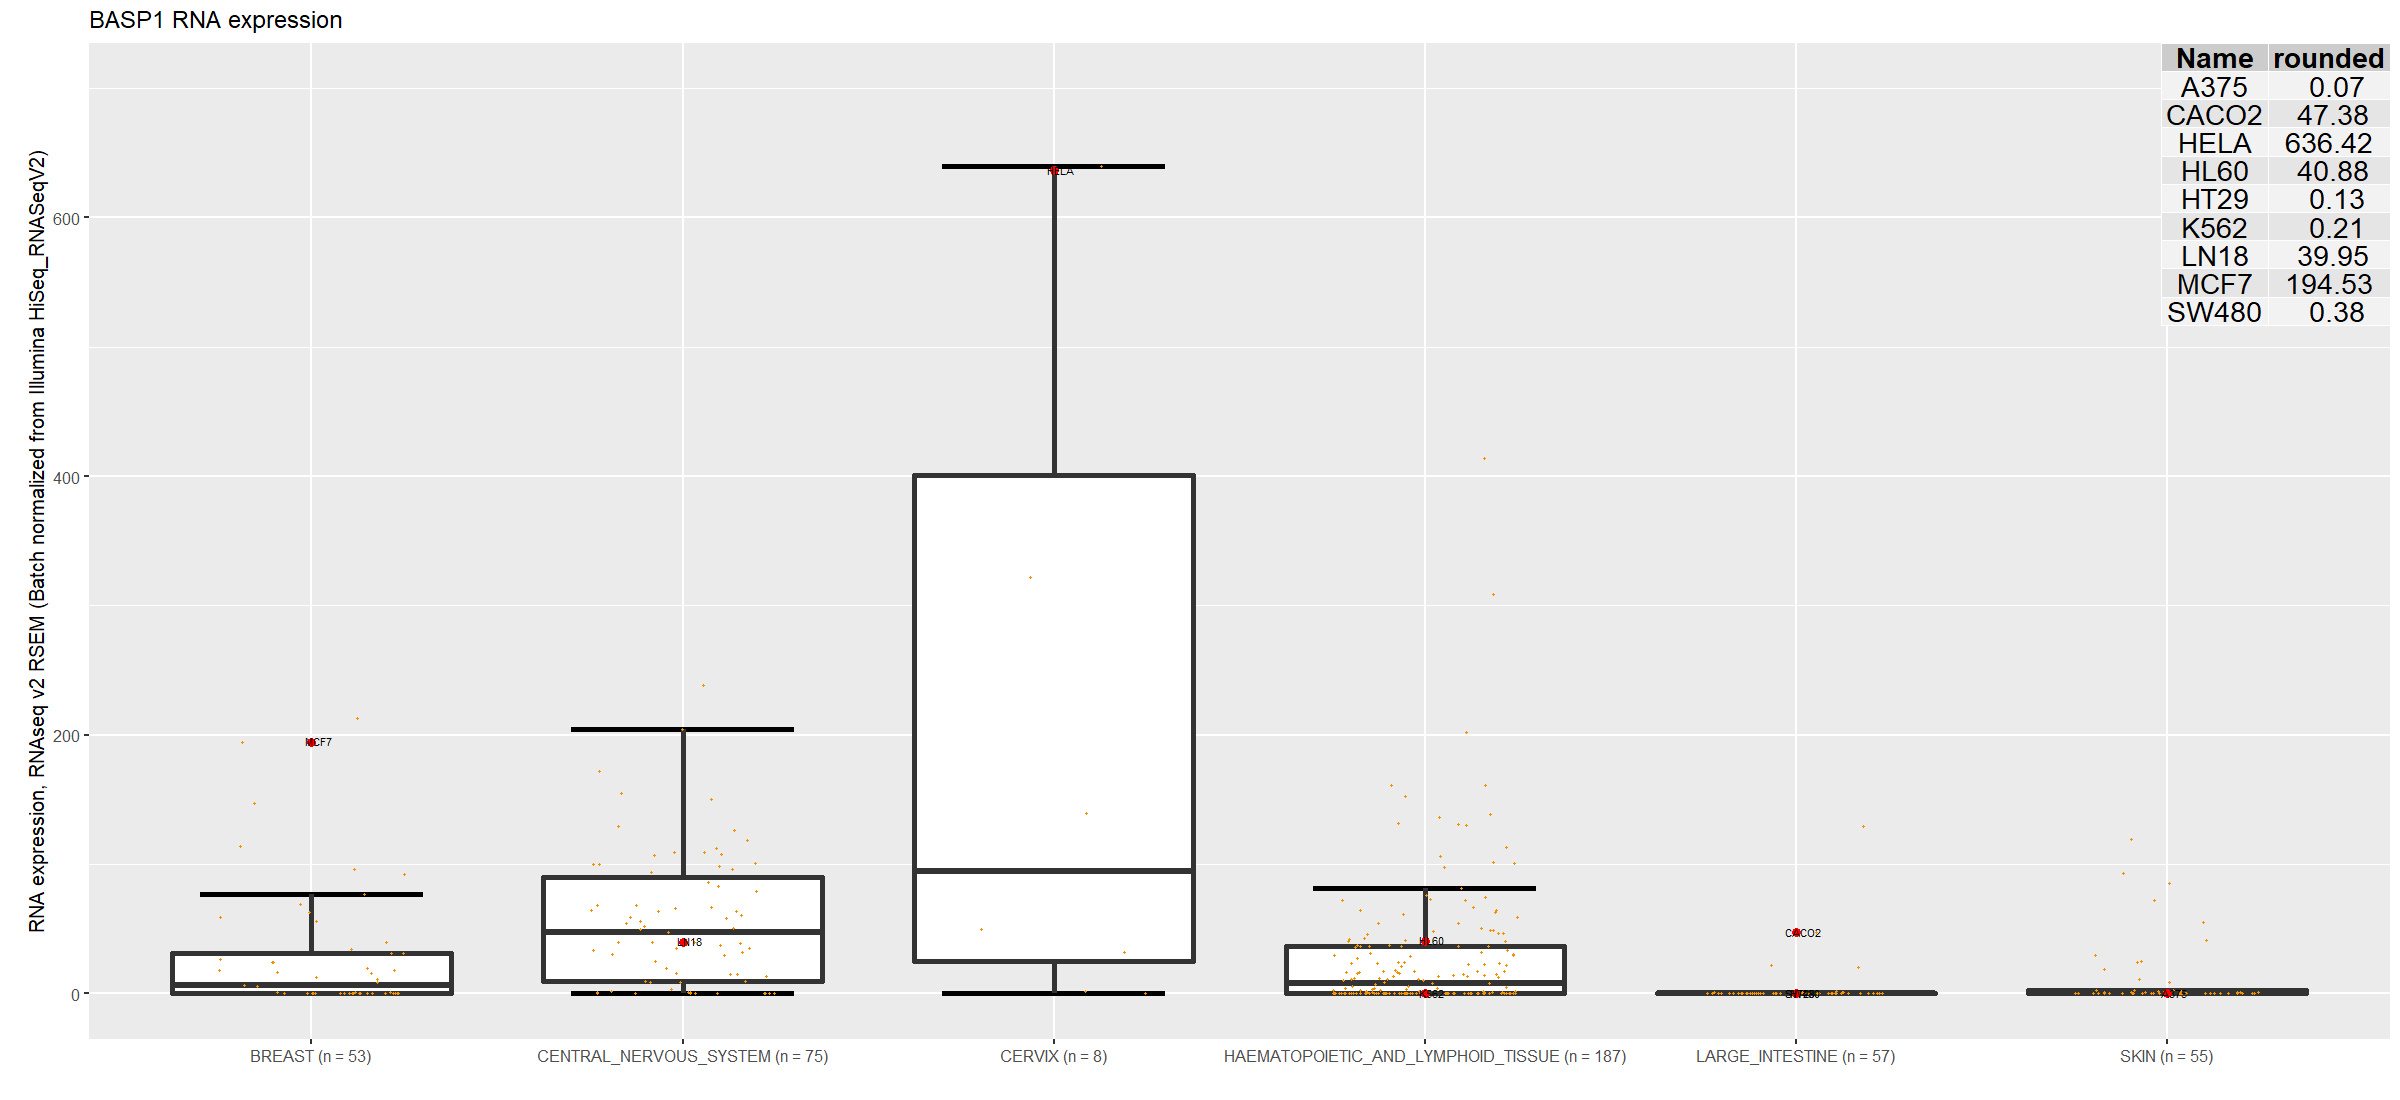 BASP1 RNA expression
Name rounded
A375 0.07
CACO2 47.38
HELA 636.42
HL60 40.88
HT29 0.13
K562 0.21
LN18 39.95
MCF7 194.53
SW480 0.38
RNA expression, RNAseq v2 RSEM (Batch normalized from Illumina HiSeq_RNASeqV2)
600
400
200
0
HELA
MCF7
LN18
HL60
K562
CACO2
BREAST (n = 53)
CENTRAL_NERVOUS_SYSTEM (n = 75)
CERVIX (n = 8)
HAEMATOPOIETIC_AND_LYMPHOID_TISSUE (n = 187)
LARGE_INTESTINE (n = 57)
SKIN (n = 55)